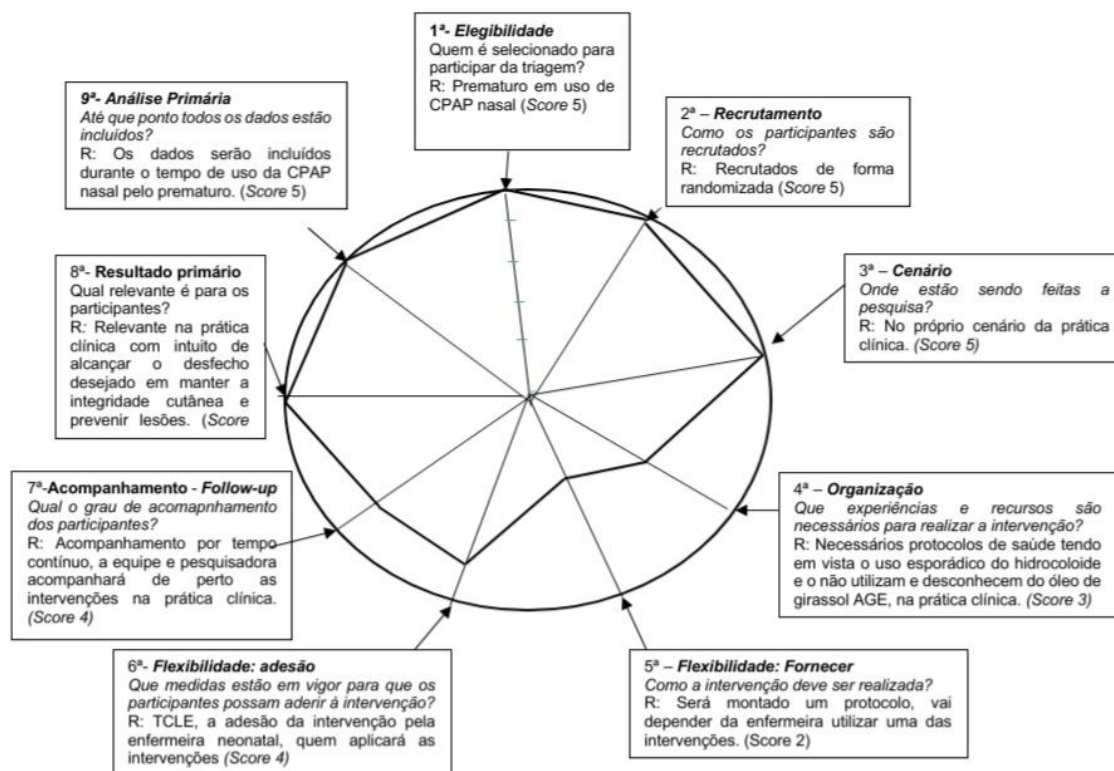 1ª- Elegibilidade
Quem é selecionado para
participar da triagem?
R: Prematuro em uso de
CPAP nasal (Score 5)
2ª – Recrutamento
Como os participantes são
recrutados?
R: Recrutados de forma
randomizada (Score 5)
3ª – Cenário
Onde estão sendo feitas a
pesquisa?
R: No próprio cenário da prática
clínica. (Score 5)
4ª – Organização
Que experiências e recursos são
necessários para realizar a intervenção?
R: Necessários protocolos de saúde tendo
em vista o uso esporádico do hidrocoloide
e o não utilizam e desconhecem do óleo de
girassol AGE, na prática clínica. (Score 3)
5ª – Flexibilidade: Fornecer
Como a intervenção deve ser realizada?
R: Será montado um protocolo, vai
depender da enfermeira utilizar uma das
intervenções. (Score 2)
6ª- Flexibilidade: adesão
Que medidas estão em vigor para que os
participantes possam aderir á intervenção?
R: TCLE, a adesão da intervenção pela
enfermeira neonatal, quem aplicará as
intervenções (Score 4)
7ª-Acompanhamento - Follow-up
Qual o grau de acomapnhamento
dos participantes?
R: Acompanhamento por tempo
contínuo, a equipe e pesquisadora
acompanhará de perto as
intervenções na prática clínica.
(Score 4)
8ª- Resultado primário
Qual relevante é para os
participantes?
R: Relevante na prática
clínica com intuito de
alcançar o desfecho
desejado em manter a
integridade cutânea e
prevenir lesões. (Score
9ª- Análise Primária
Até que ponto todos os dados estão
incluídos?
R: Os dados serão incluídos
durante o tempo de uso da CPAP
nasal pelo prematuro. (Score 5)